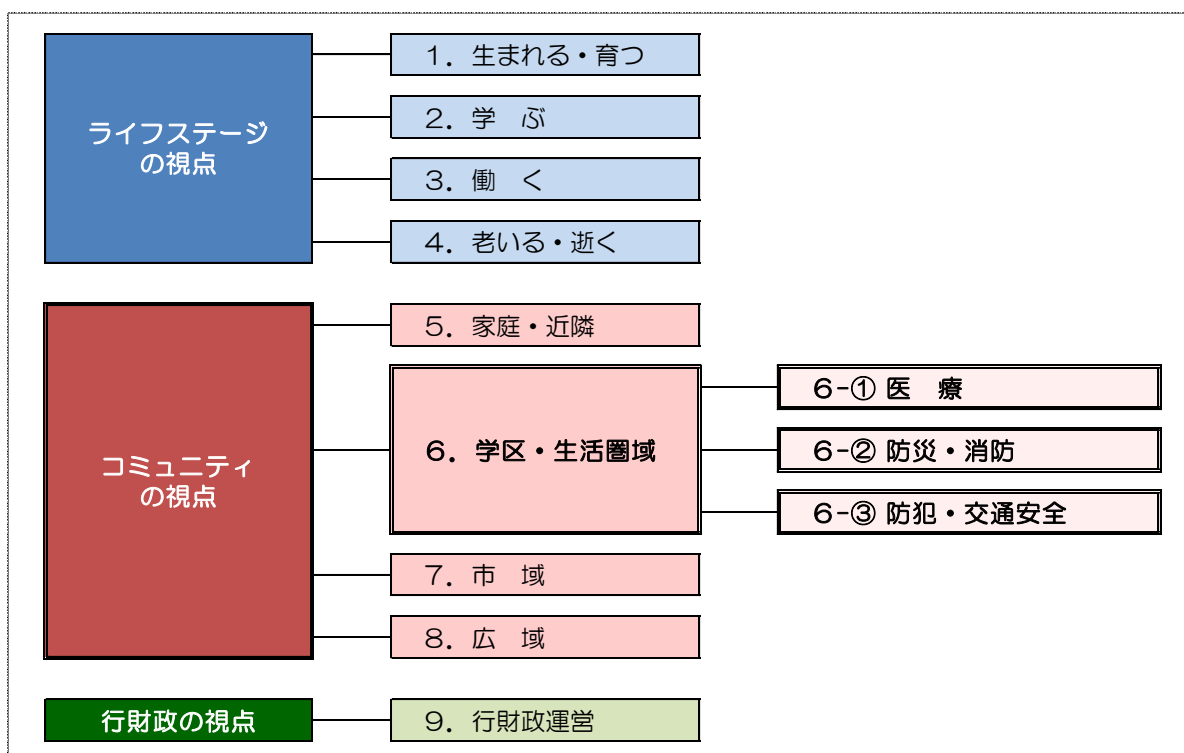 ライフステージ
の視点
１．生まれる・育つ
２．学　ぶ
３．働　く
４．老いる・逝く
コミュニティ
の視点
５．家庭・近隣
６．学区・生活圏域
６-① 医　療
６-② 防災・消防
６-③ 防犯・交通安全
７．市　域
８．広　域
行財政の視点
９．行財政運営